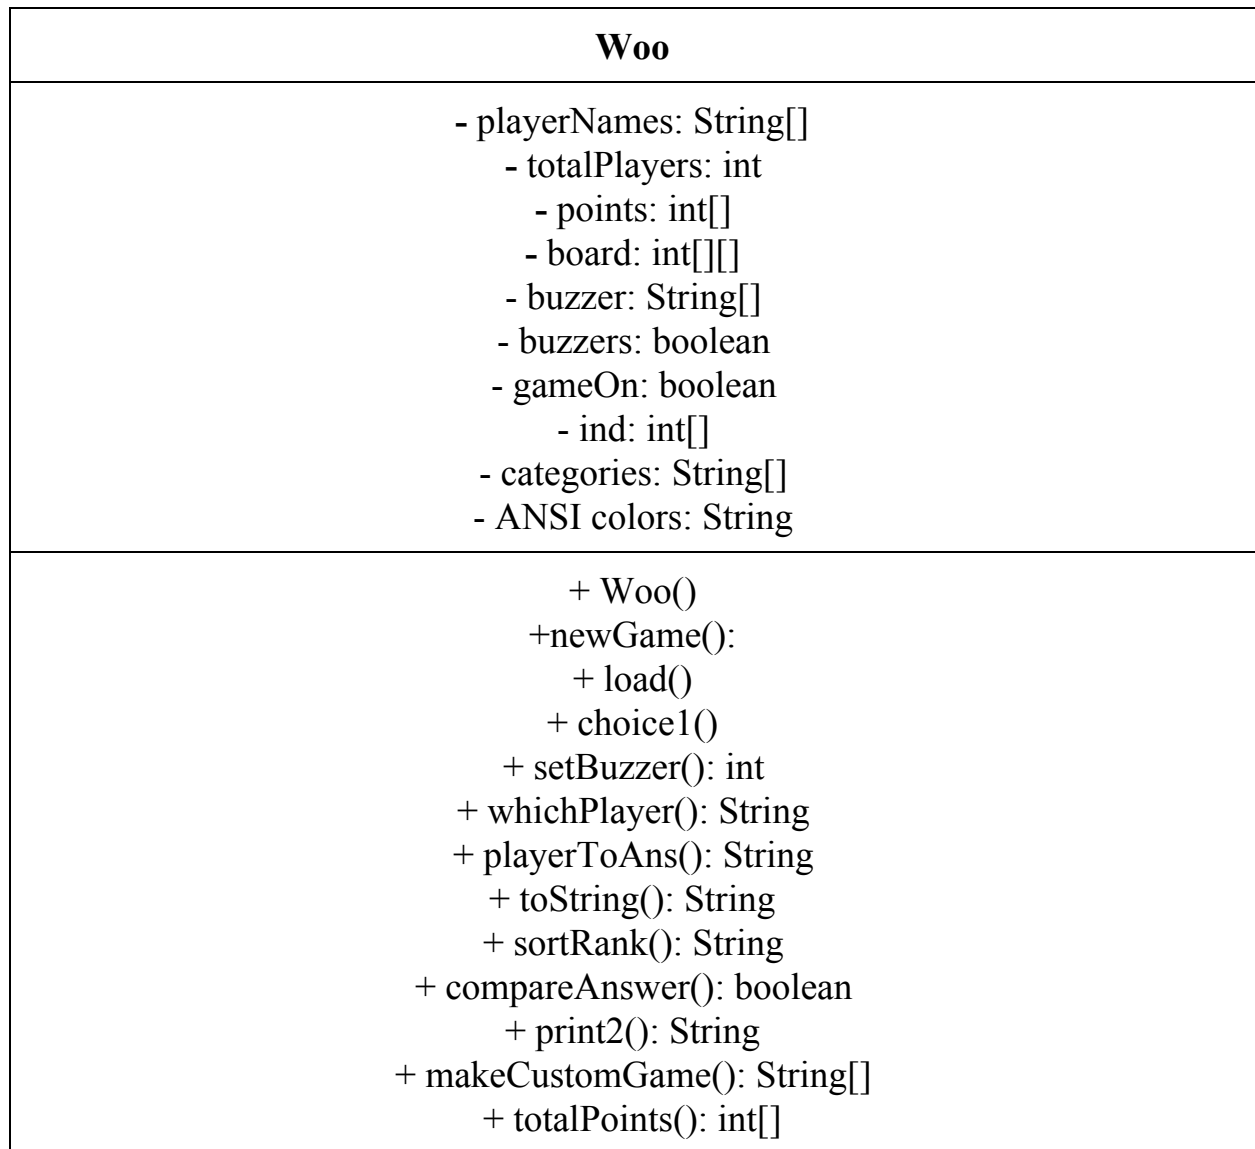 Woo
- playerNames: String[]
- totalPlayers: int
- points: int[]
- board: int[][]
- buzzer: String[]
- buzzers: boolean
- gameOn: boolean
- ind: int[]
- categories: String[]
- ANSI colors: String
+ Woo()
+newGame():
+ load()
+ choice1()
+ setBuzzer(): int
+ whichPlayer(): String
+ playerToAns(): String
+ toString(): String
+ sortRank(): String
+ compareAnswer(): boolean
+ print2(): String
+ makeCustomGame(): String[]
+ totalPoints(): int[]